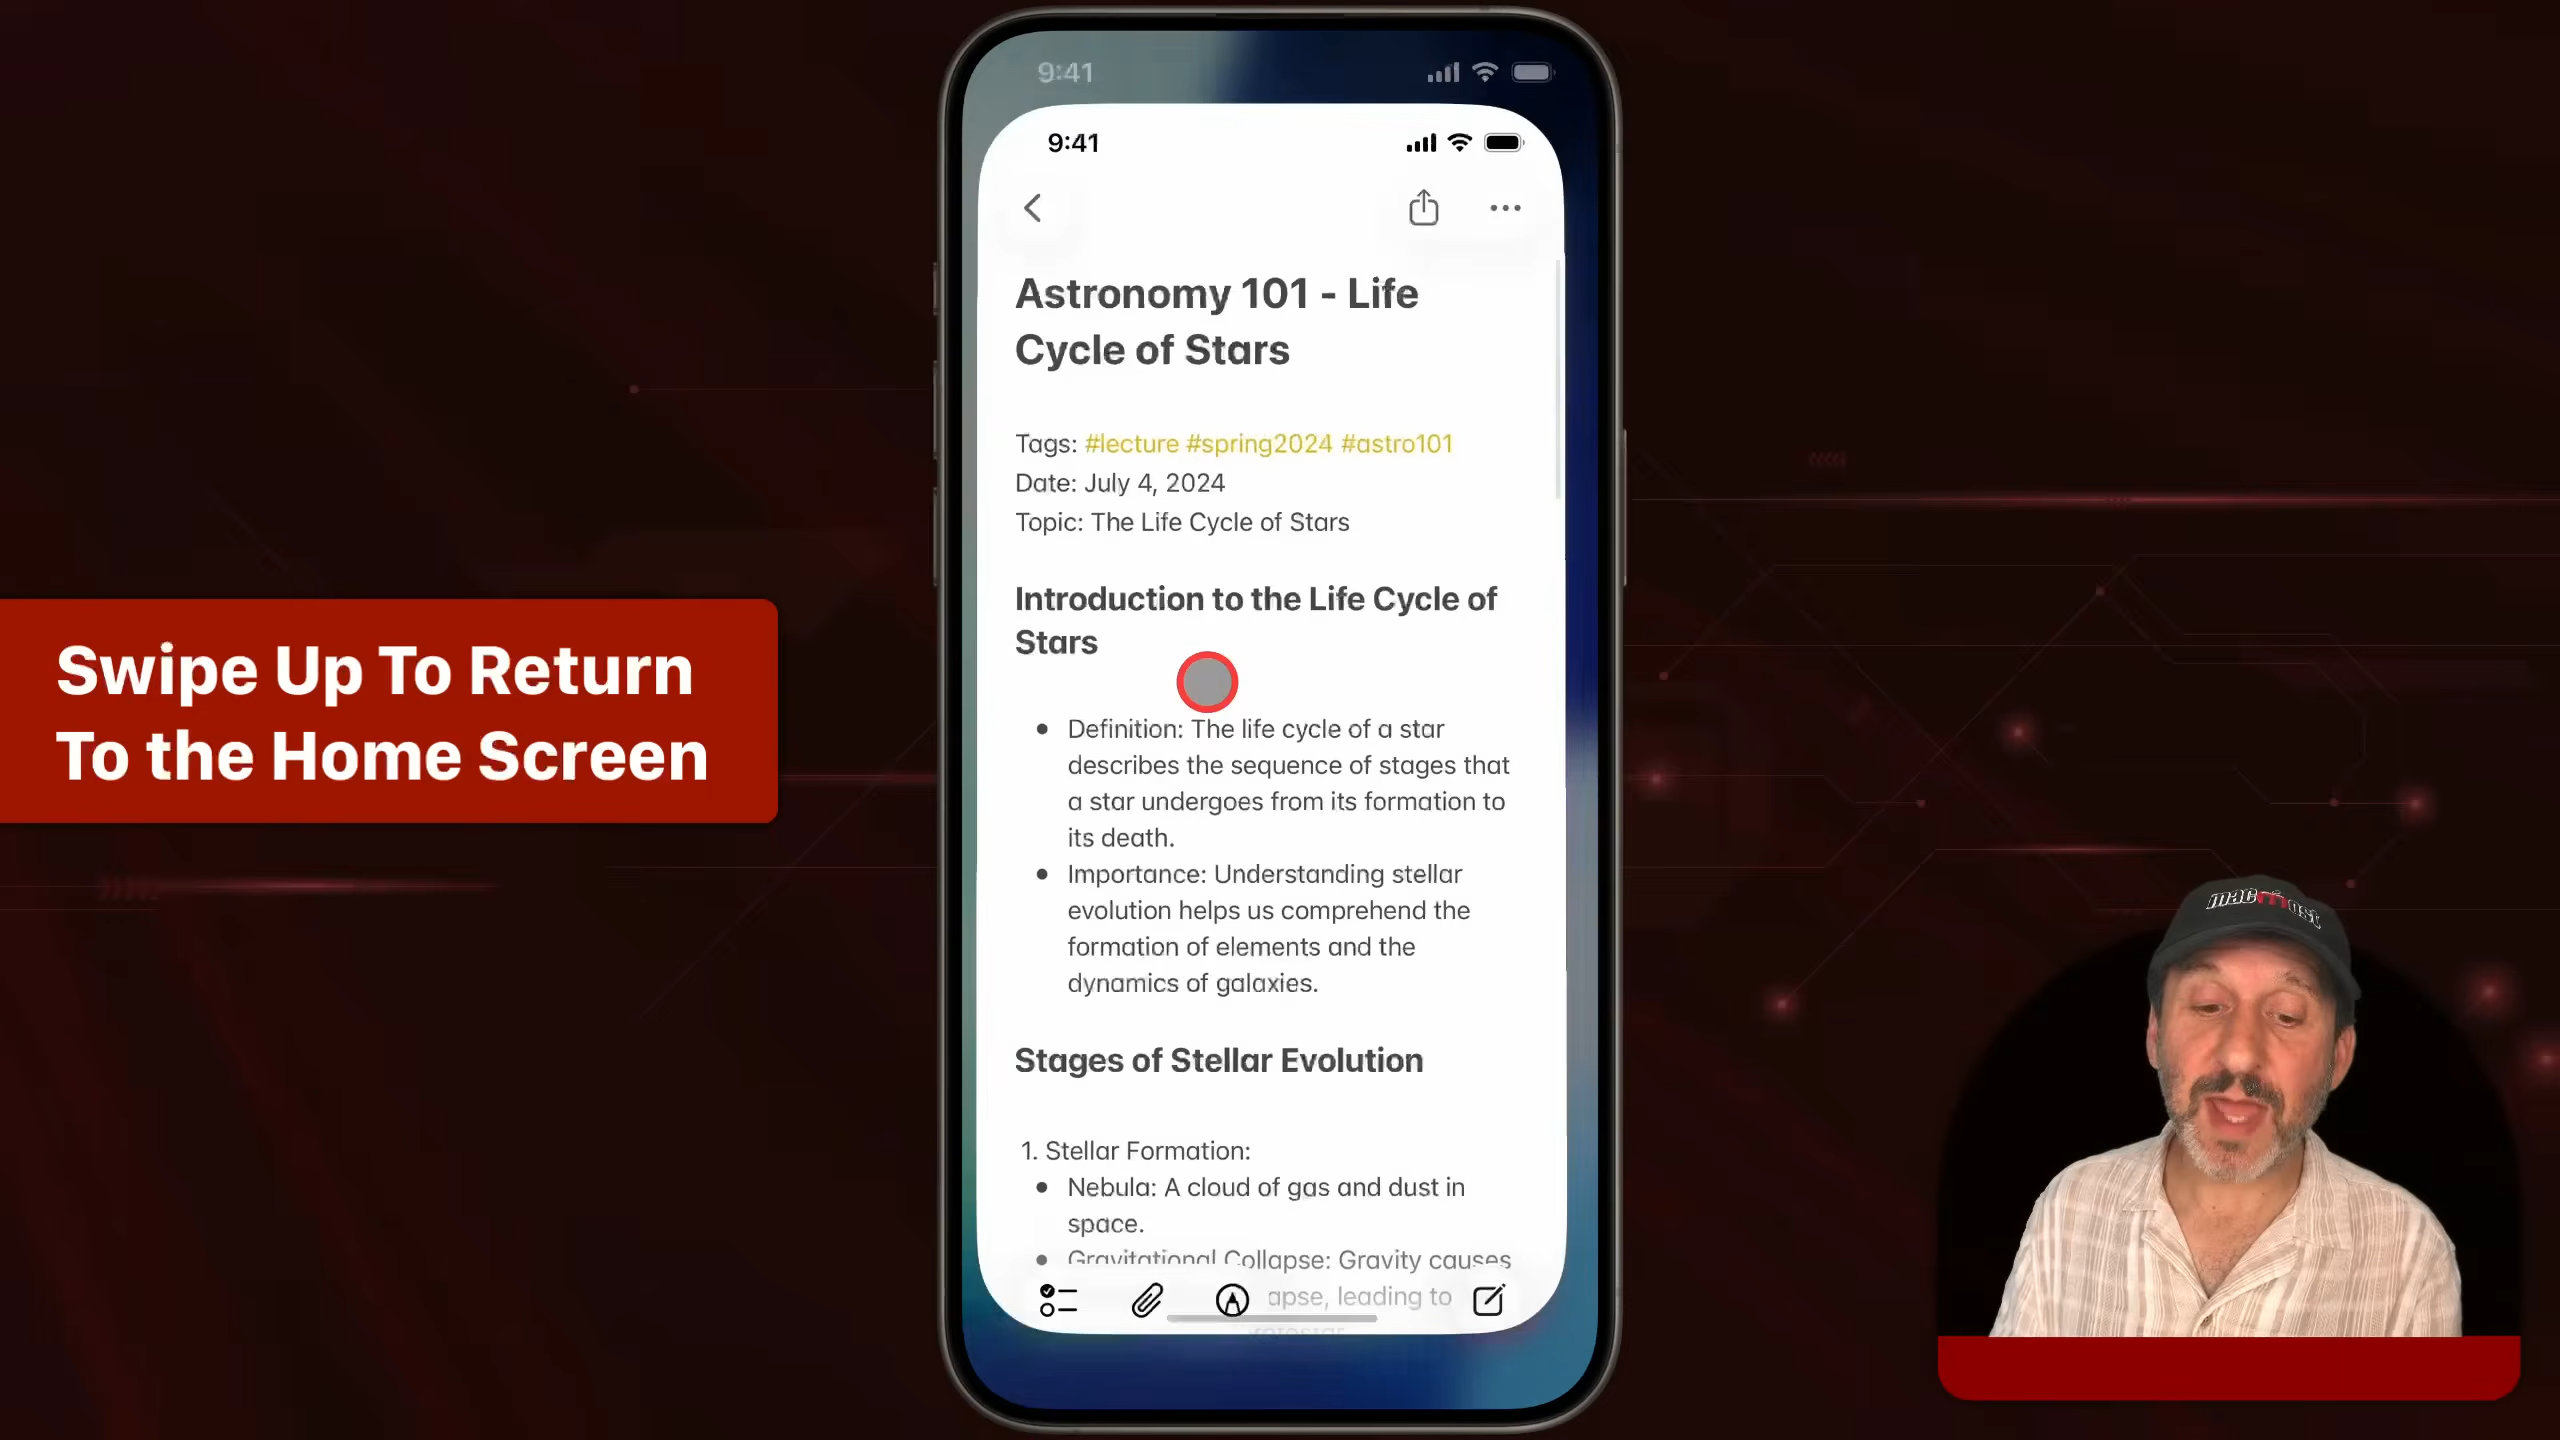 9:41
9:41
Astronomy 101 - Life
Cycle of Stars
Tags: #lecture #spring2024 #astro101
Date: July 4, 2024
Topic: The Life Cycle of Stars
Introduction to the Life Cycle of
Stars
• Definition: The life cycle of a star
describes the sequence of stages that
a star undergoes from its formation to
its death.
• Importance: Understanding stellar
evolution helps us comprehend the
formation of elements and the
dynamics of galaxies.
Stages of Stellar Evolution
1. Stellar Formation:
• Nebula: A cloud of gas and dust in
space.
• Gravitational Collapse: Gravity causes
apse, leading to
Swipe Up To Return
To the Home Screen
macmost